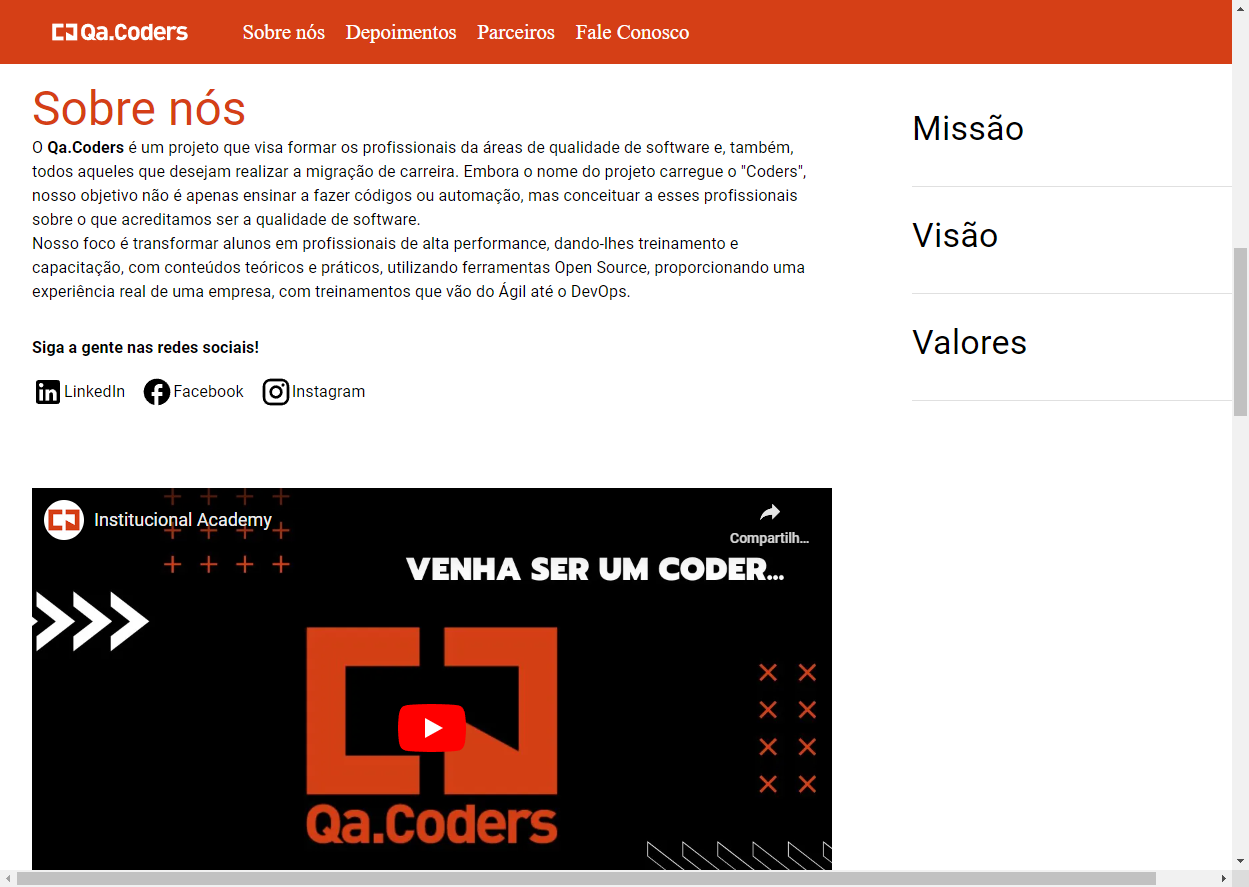 Qa.Coders Sobre nós Depoimentos Parceiros Fale Conosco
Sobre nós
O Qa.Coders é um projeto que visa formar os profissionais da áreas de qualidade de software e, também,
todos aqueles que desejam realizar a migração de carreira. Embora o nome do projeto carregue o "Coders",
nosso objetivo não é apenas ensinar a fazer códigos ou automação, mas conceituar a esses profissionais
sobre o que acreditamos ser a qualidade de software.
Nosso foco é transformar alunos em profissionais de alta performance, dando-lhes treinamento e
capacitação, com conteúdos teóricos e práticos, utilizando ferramentas Open Source, proporcionando uma
experiência real de uma empresa, com treinamentos que vão do Ágil até o DevOps.
Siga a gente nas redes sociais!
LinkedIn Facebook Instagram
Missão
Visão
Valores
Institucional Academy
Compartilh...
VENHA SER UM CODER...
Qa.Coders